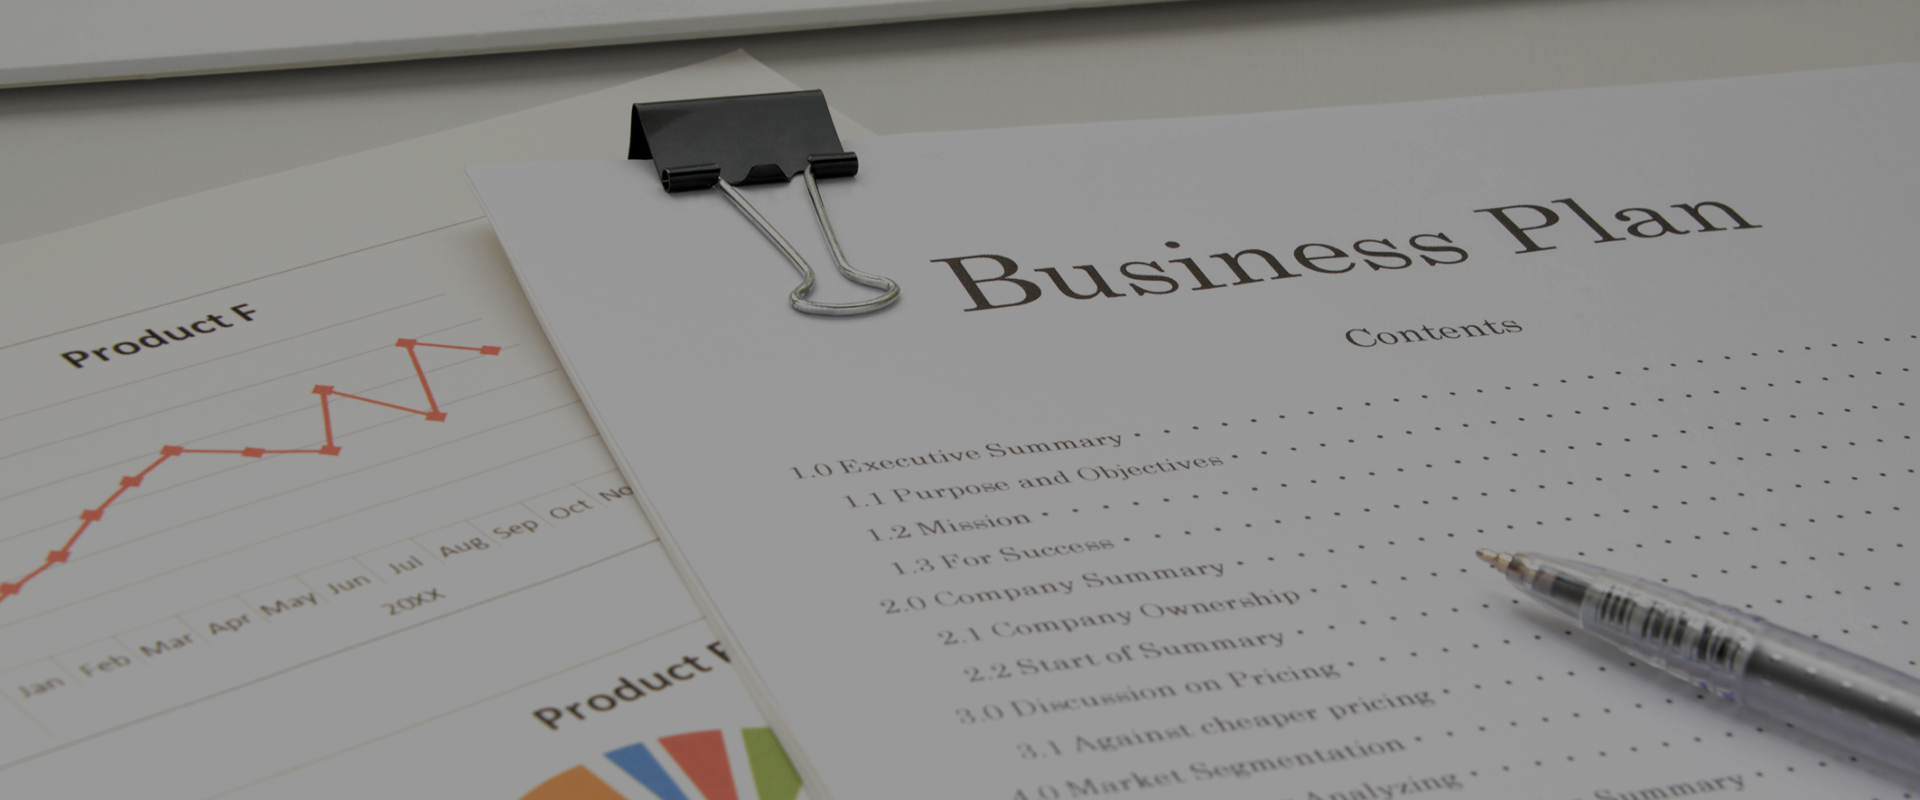 Business Plan
Contents
1.0 Executive Summary
1.1 Purpose and Objectives
1.2 Mission
1.3 For Success
2.0 Company Summary
2.1 Company Ownership
2.2 Start of Summary
3.0 Discussion on Pricing
3.1 Against cheaper pricing
4.0 Market Segmentation
Analyzing
Summary
Product F
Jan Feb Mar Apr May Jun Jul Aug Sep Oct No
20XX
Product F